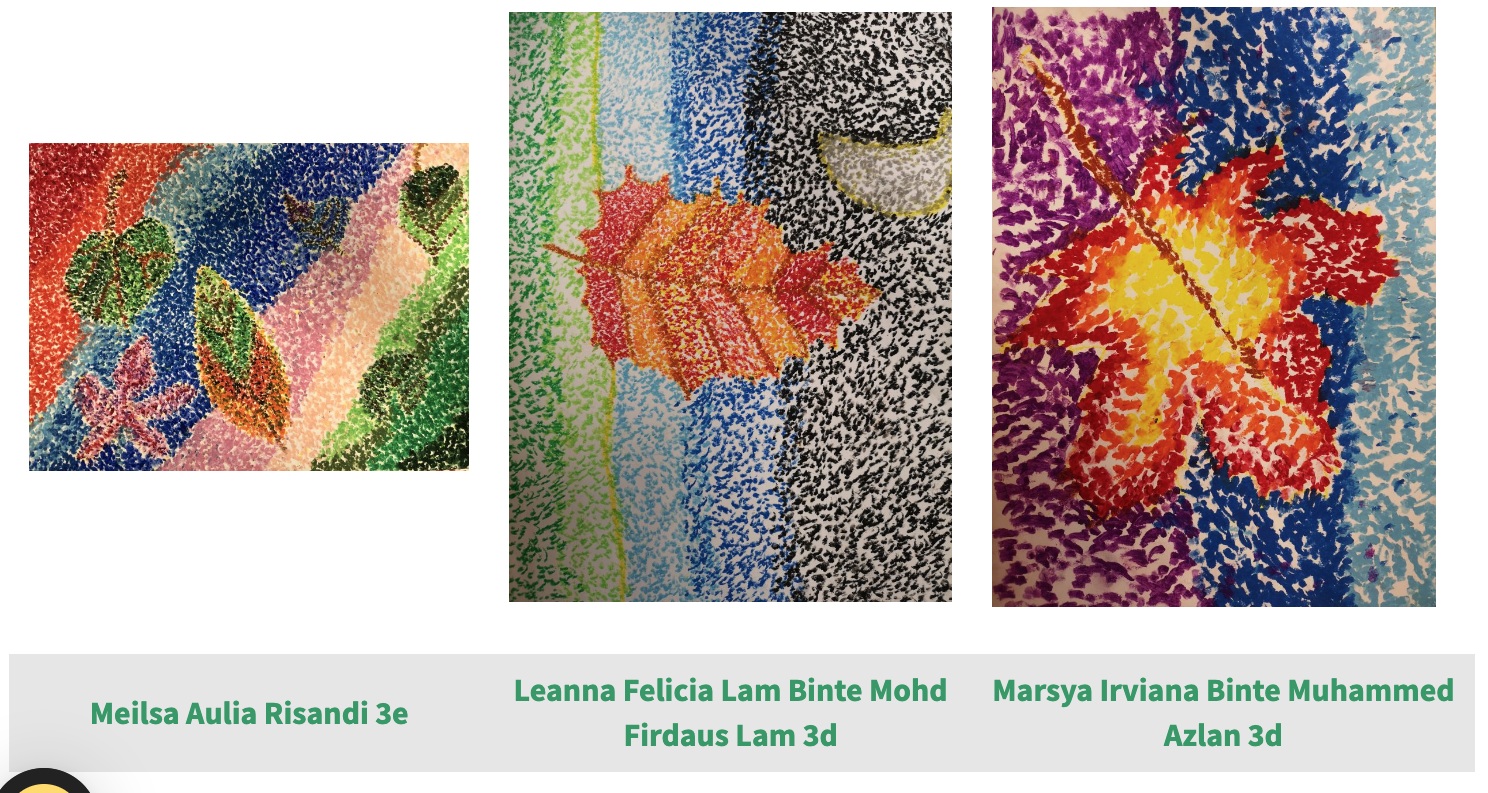 Meilsa Aulia Risandi 3e
Leanna Felicia Lam Binte Mohd
Firdaus Lam 3d
Marsya Irviana Binte Muhammed
Azlan 3d